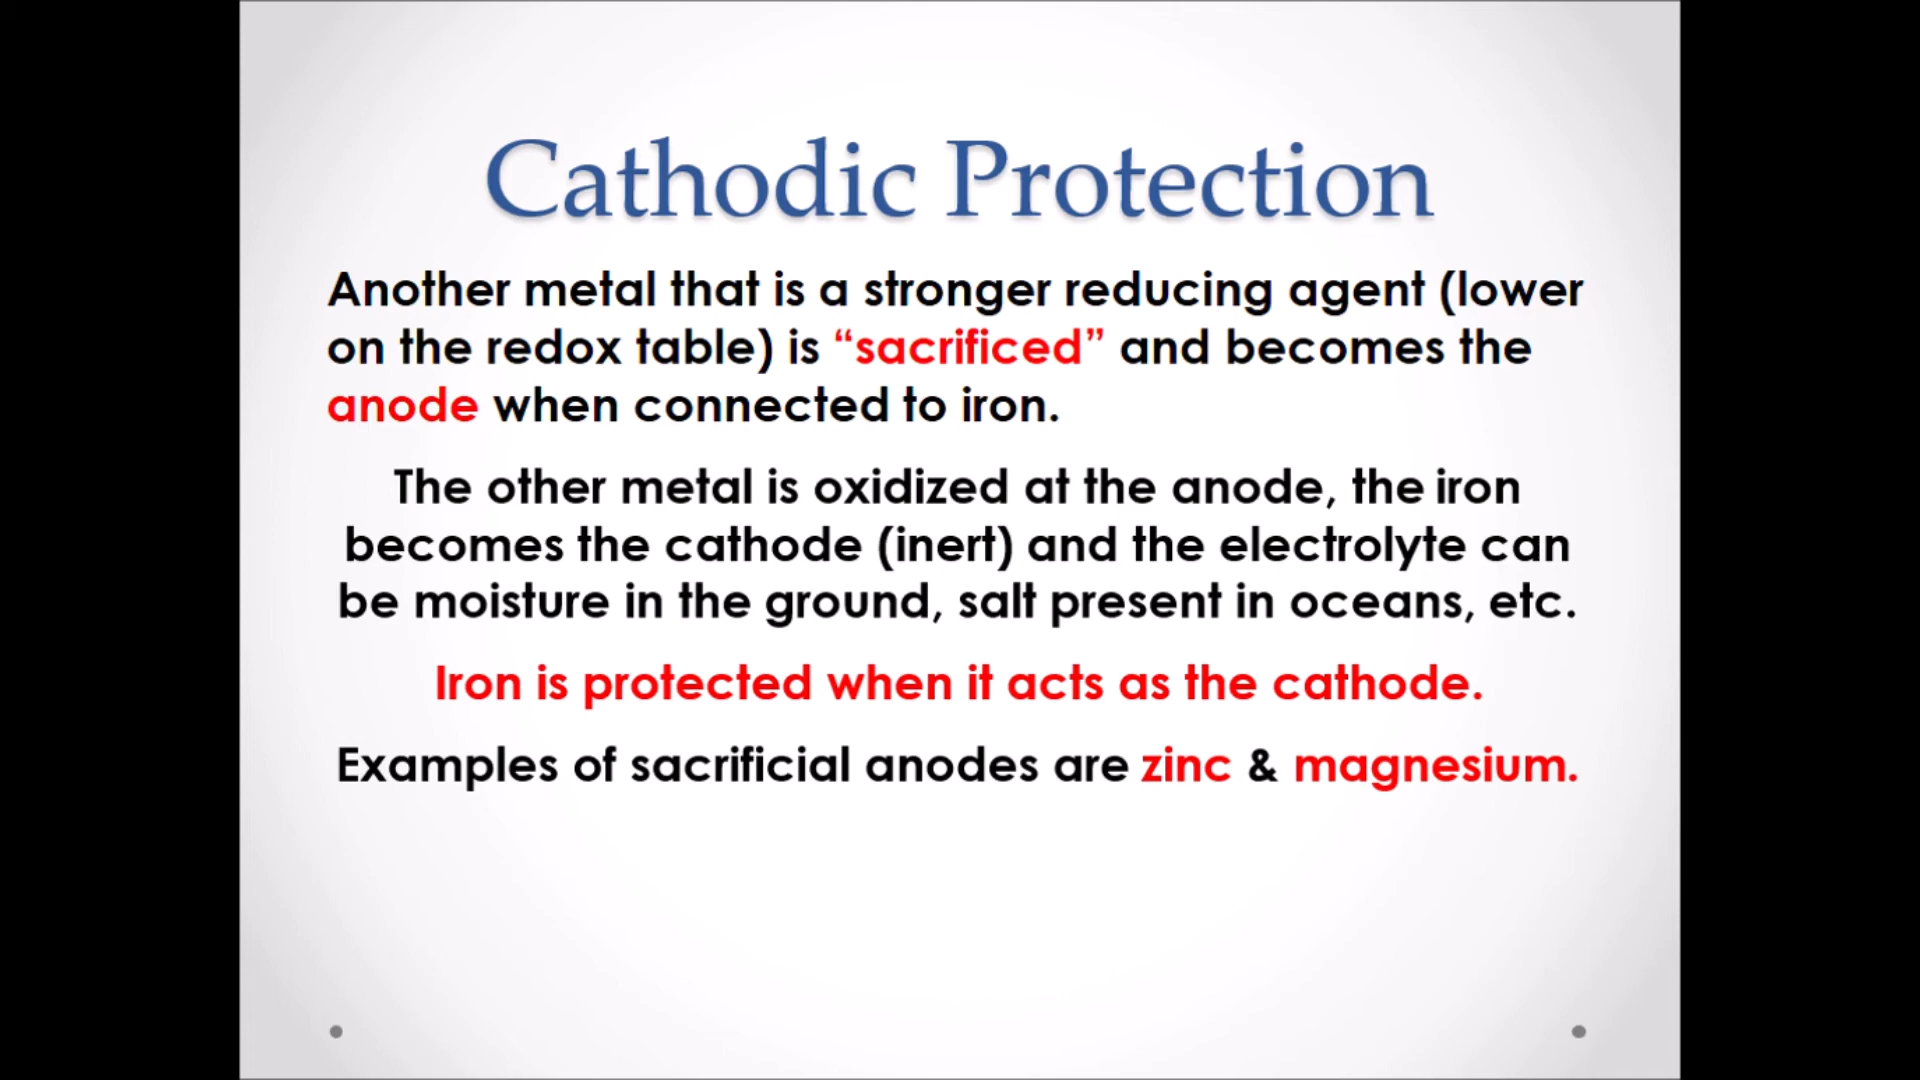 Cathodic Protection
Another metal that is a stronger reducing agent (lower
on the redox table) is “sacrificed” and becomes the
anode when connected to iron.
The other metal is oxidized at the anode, the iron
becomes the cathode (inert) and the electrolyte can
be moisture in the ground, salt present in oceans, etc.
Iron is protected when it acts as the cathode.
Examples of sacrificial anodes are zinc & magnesium.